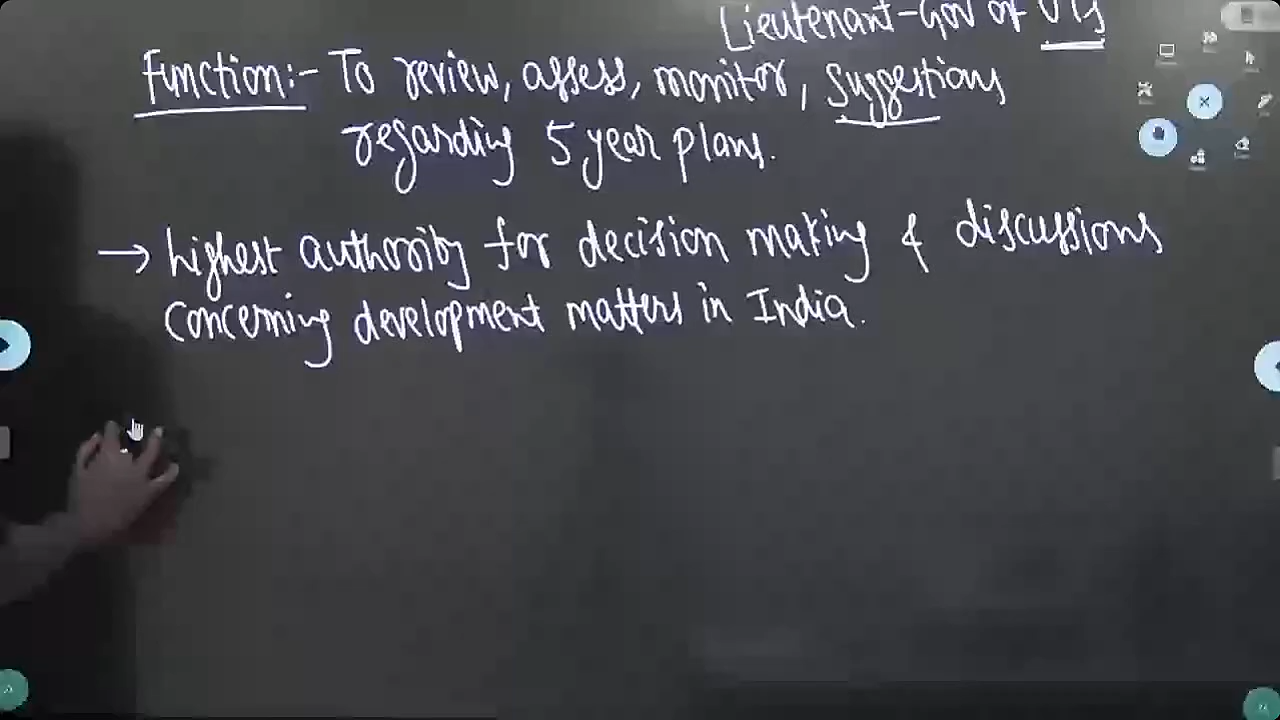 Lieutenant-Gov of UTs
Function:- To review, assess, monitor, suggestions
regarding 5 year plans.
→ highest authority for decision making & discussions
concerning development matters in India.